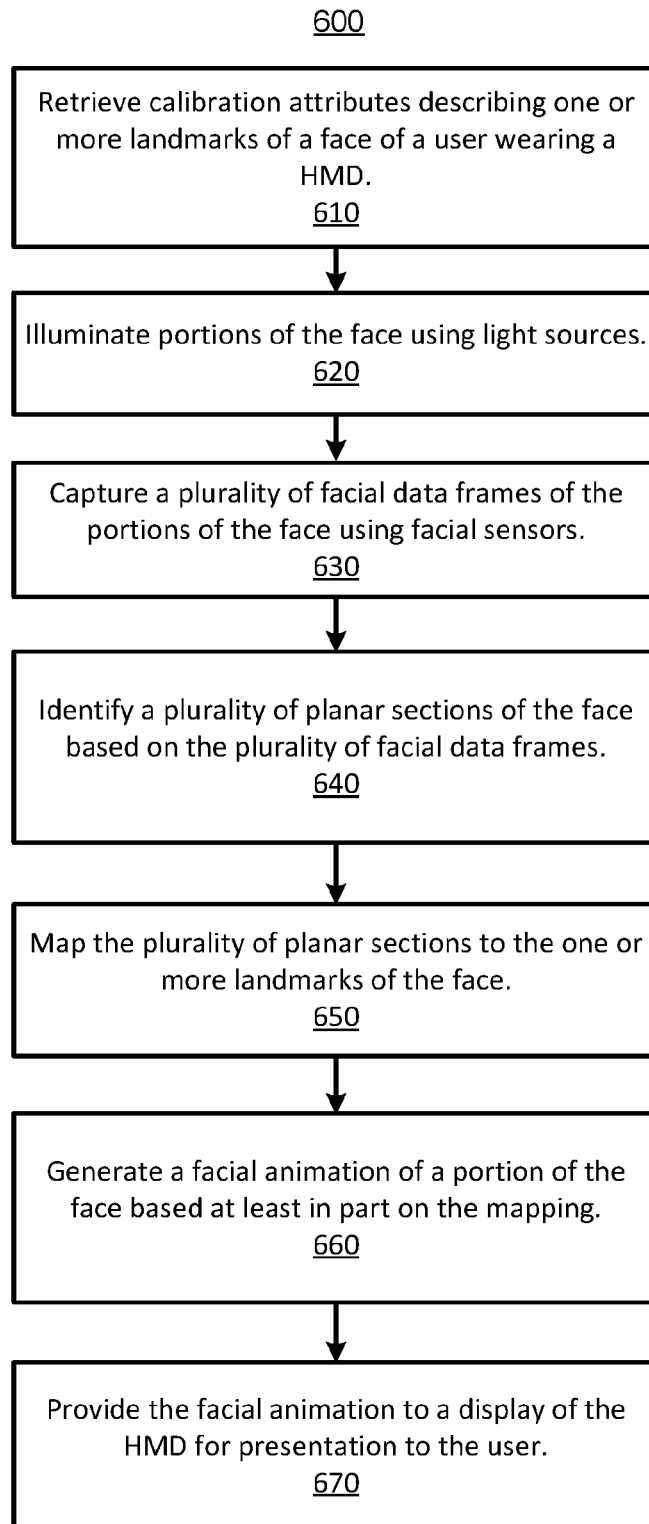 600
Retrieve calibration attributes describing one or
more landmarks of a face of a user wearing a
HMD.
610
Illuminate portions of the face using light sources.
620
Capture a plurality of facial data frames of the
portions of the face using facial sensors.
630
Identify a plurality of planar sections of the face
based on the plurality of facial data frames.
640
Map the plurality of planar sections to the one or
more landmarks of the face.
650
Generate a facial animation of a portion of the
face based at least in part on the mapping.
660
Provide the facial animation to a display of the
HMD for presentation to the user.
670